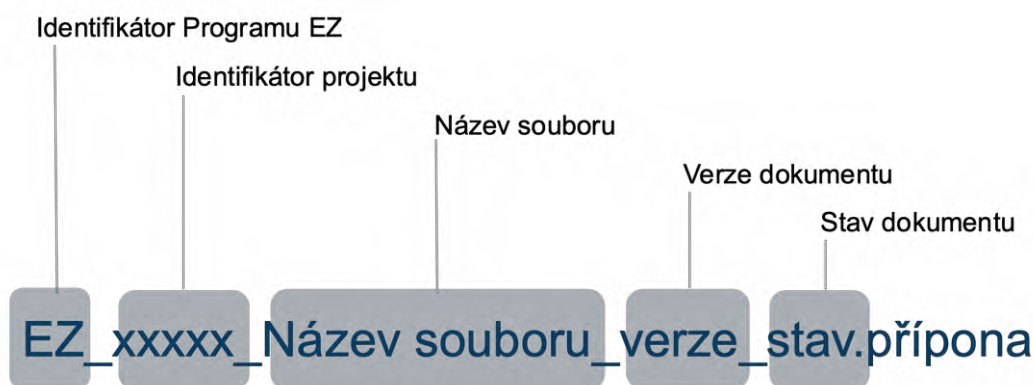 Identifikátor Programu EZ
Identifikátor projektu
Název souboru
Verze dokumentu
Stav dokumentu
EZ_xxxxx_Název souboru_verze_stav.přípona